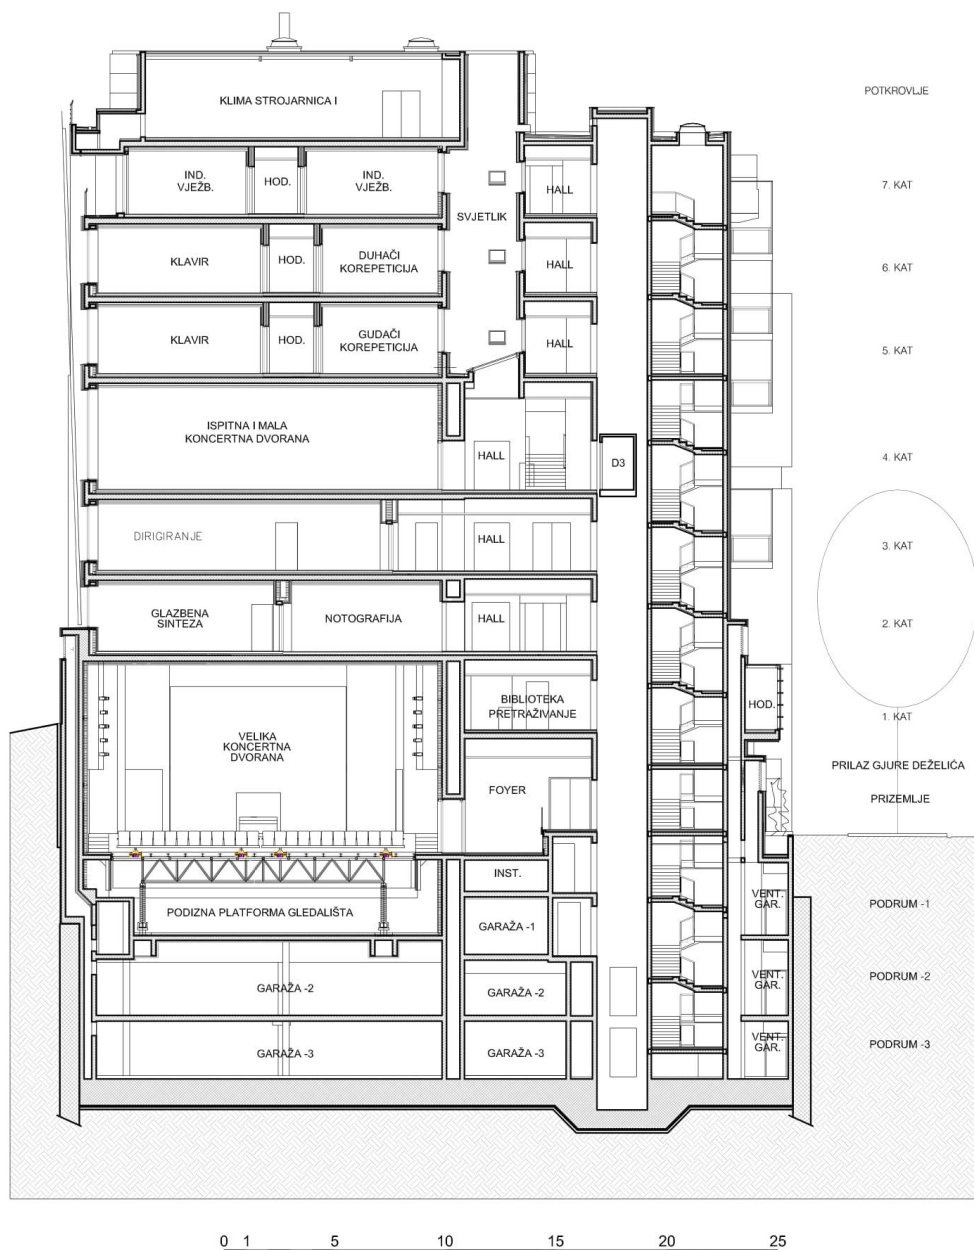 POTKROVLJE
KLIMA STROJARNICA I
IND.
VJEŽB.
HOD.
IND.
VJEŽB.
HALL
7. KAT
SVJETLIK
KLAVIR
HOD.
DUHAČI
KOREPETICIJA
HALL
6. KAT
KLAVIR
HOD.
GUDAČI
KOREPETICIJA
HALL
5. KAT
ISPITNA I MALA
KONCERTNA DVORANA
HALL
D3
4. KAT
DIRIGIRANJE
HALL
3. KAT
GLAZBENA
SINTEZA
NOTOGRAFIJA
HALL
2. KAT
BIBLIOTEKA
PRETRAŽIVANJE
HOD.
1. KAT
VELIKA
KONCERTNA
DVORANA
FOYER
PRILAZ GJURE DEŽELIĆA
PRIZEMLJE
INST.
PODIZNA PLATFORMA GLEDALIŠTA
GARAŽA -1
VENT.
GAR.
PODRUM -1
GARAŽA -2
GARAŽA -2
VENT.
GAR.
PODRUM -2
GARAŽA -3
GARAŽA -3
VENT.
GAR.
PODRUM -3
0 1 5 10 15 20 25